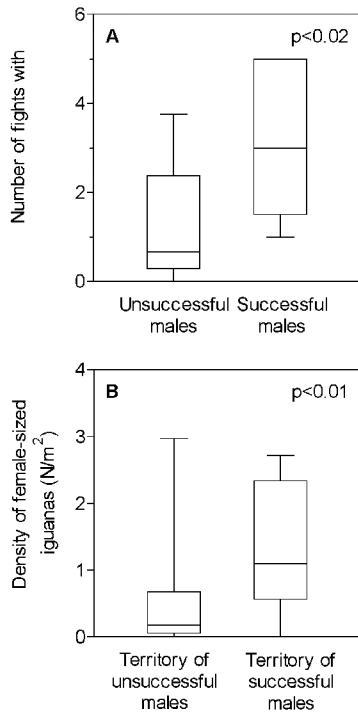 A
p<0.02
Number of fights with
6
4
2
0
Unsuccessful males
Successful males
B
p<0.01
Density of female-sized
iguanas (N/m²)
4
3
2
1
0
Territory of
unsuccessful
males
Territory of
successful
males